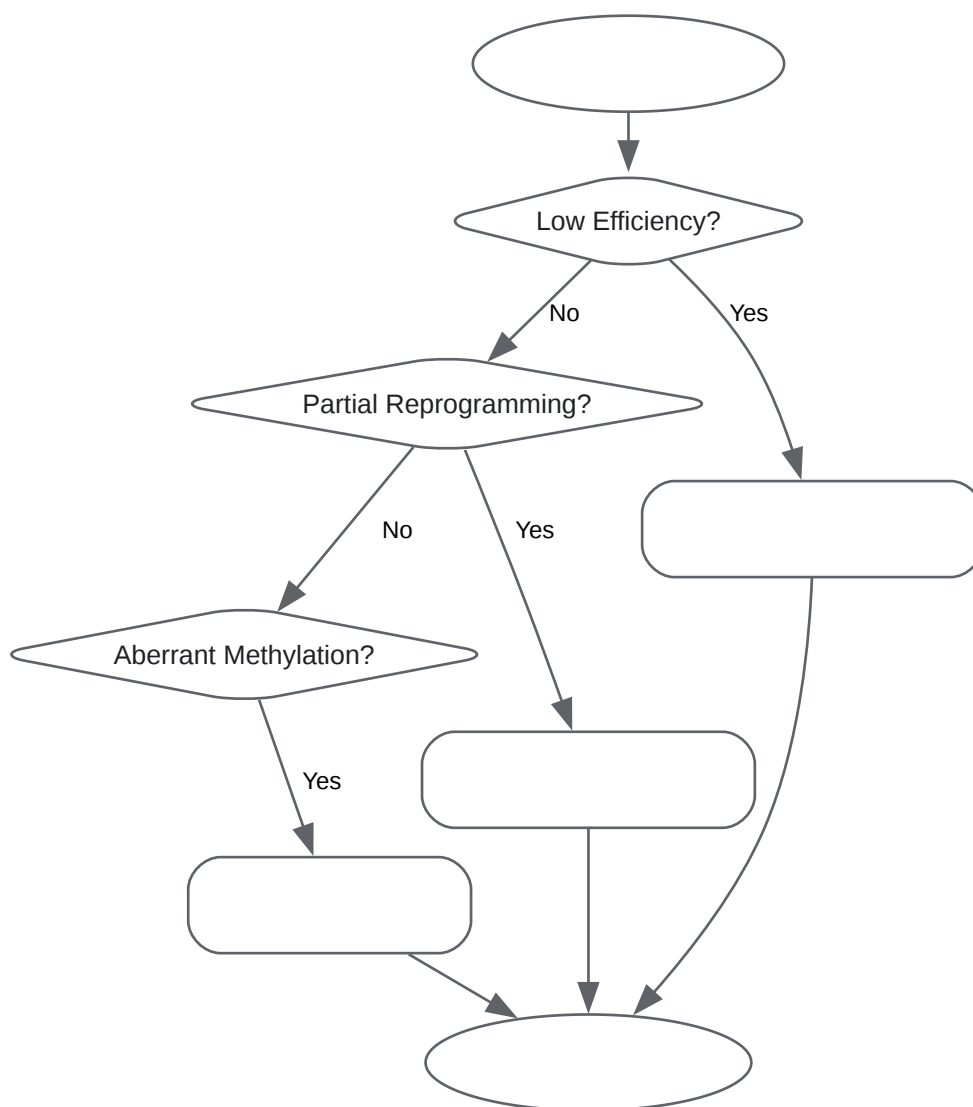 Low Efficiency?
No
Yes
Partial Reprogramming?
No
Yes
Aberrant Methylation?
Yes